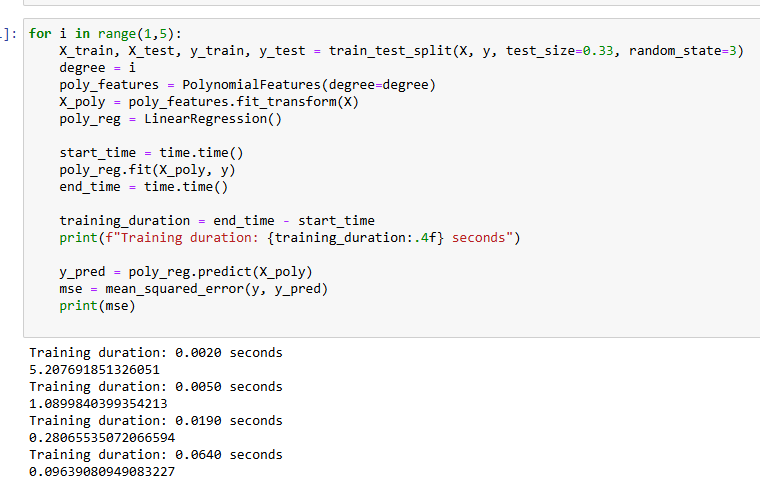 ]:
for i in range(1,5):
    X_train, X_test, y_train, y_test = train_test_split(X, y, test_size=0.33, random_state=3)
    degree = i
    poly_features = PolynomialFeatures(degree=degree)
    X_poly = poly_features.fit_transform(X)
    poly_reg = LinearRegression()

    start_time = time.time()
    poly_reg.fit(X_poly, y)
    end_time = time.time()

    training_duration = end_time - start_time
    print(f"Training duration: {training_duration:.4f} seconds")

    y_pred = poly_reg.predict(X_poly)
    mse = mean_squared_error(y, y_pred)
    print(mse)

Training duration: 0.0020 seconds
5.207691851326051
Training duration: 0.0050 seconds
1.0899840399354213
Training duration: 0.0190 seconds
0.28065535072066594
Training duration: 0.0640 seconds
0.09639080949083227